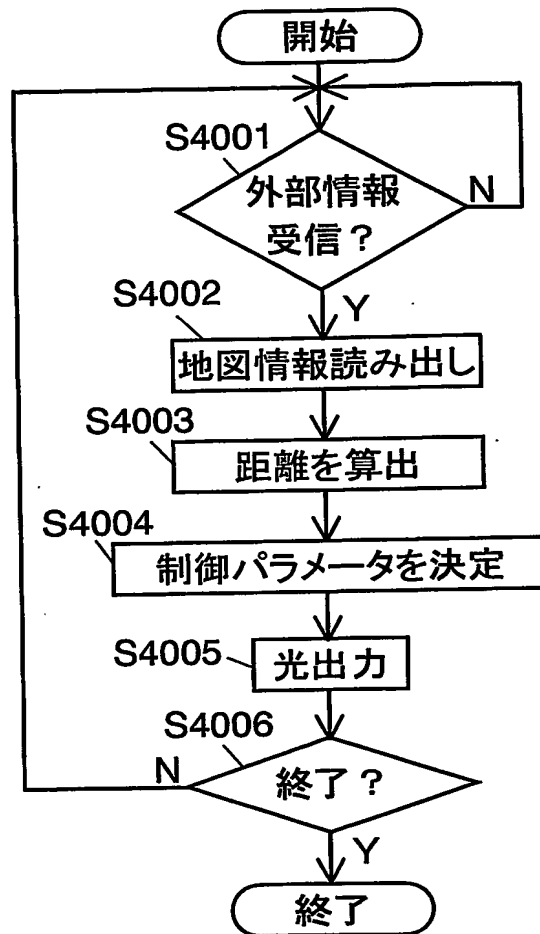 開始
S4001
外部情報
受信?
N
Y
S4002
地図情報読み出し
S4003
距離を算出
S4004
制御パラメータを決定
S4005
光出力
S4006
終了?
N
Y
終了